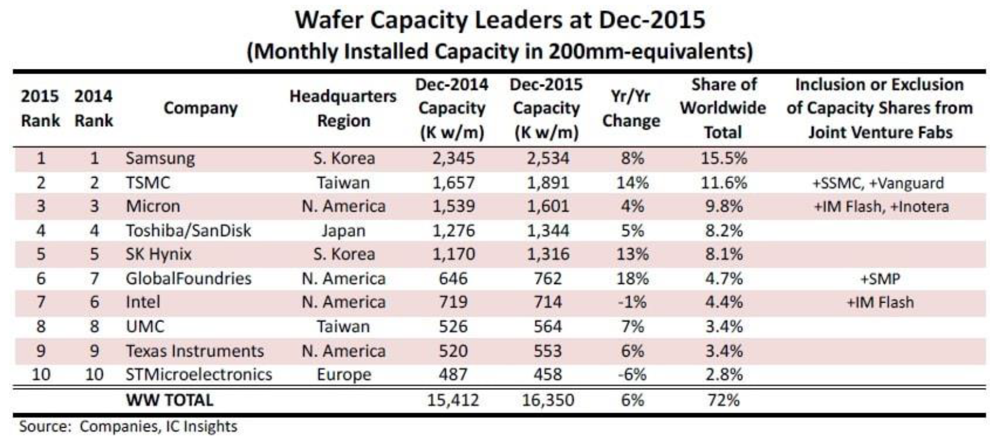 Wafer Capacity Leaders at Dec-2015
(Monthly Installed Capacity in 200mm-equivalents)
2015 Rank 2014 Rank Company Headquarters Region Dec-2014 Capacity (K w/m) Dec-2015 Capacity (K w/m) Yr/Yr Change Share of Worldwide Total Inclusion or Exclusion of Capacity Shares from Joint Venture Fabs
1 1 Samsung S. Korea 2,345 2,534 8% 15.5%
2 2 TSMC Taiwan 1,657 1,891 14% 11.6% +SSMC, +Vanguard
3 3 Micron N. America 1,539 1,601 4% 9.8% +IM Flash, +Inotera
4 4 Toshiba/SanDisk Japan 1,276 1,344 5% 8.2%
5 5 SK Hynix S. Korea 1,170 1,316 13% 8.1%
6 7 GlobalFoundries N. America 646 762 18% 4.7% +SMP
7 6 Intel N. America 719 714 -1% 4.4% +IM Flash
8 8 UMC Taiwan 526 564 7% 3.4%
9 9 Texas Instruments N. America 520 553 6% 3.4%
10 10 STMicroelectronics Europe 487 458 -6% 2.8%
WW TOTAL 15,412 16,350 6% 72%
Source: Companies, IC Insights